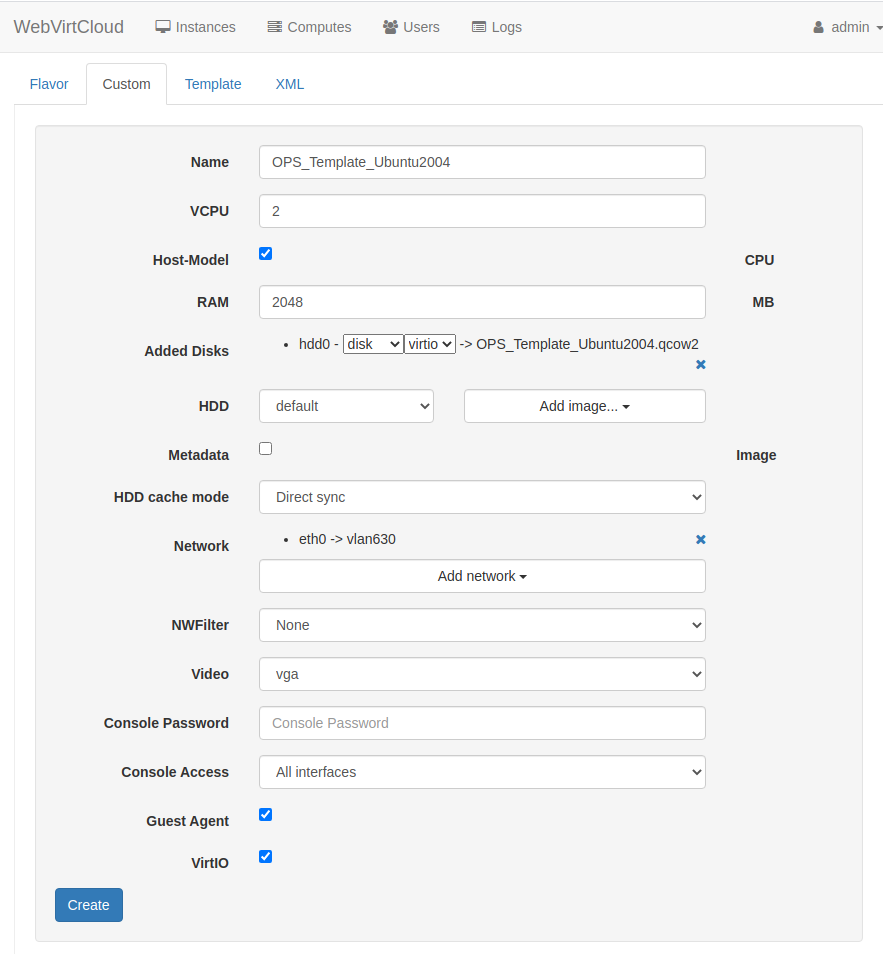 WebVirtCloud Instances Computes Users Logs admin
Flavor Custom Template XML
Name OPS_Template_Ubuntu2004
VCPU 2
Host-Model CPU
RAM 2048 MB
Added Disks • hdd0 - disk virtio -> OPS_Template_Ubuntu2004.qcow2
HDD default Add image...
Metadata Image
HDD cache mode Direct sync
Network • eth0 -> vlan630
Add network
NWFilter None
Video vga
Console Password Console Password
Console Access All interfaces
Guest Agent
VirtIO
Create